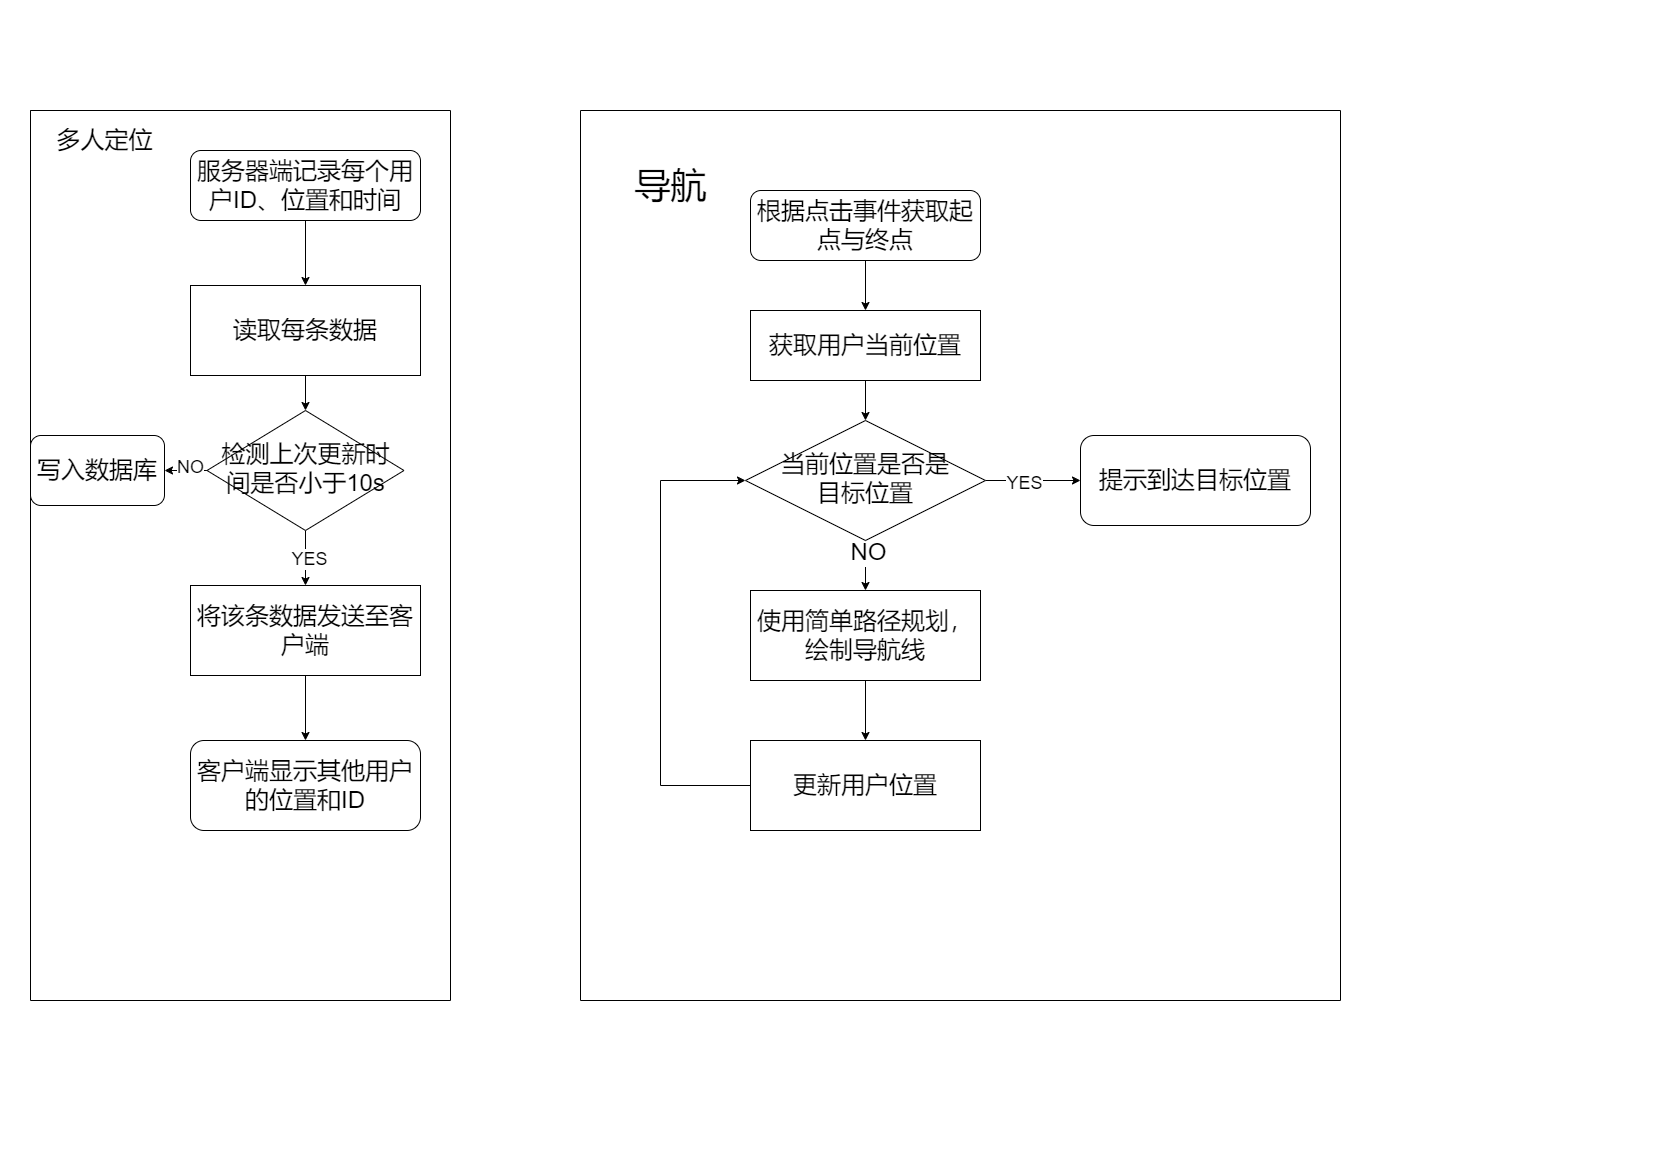 多人定位
服务器端记录每个用
户ID、位置和时间
读取每条数据
检测上次更新时
间是否小于10s
NO
写入数据库
YES
将该条数据发送至客
户端
客户端显示其他用户
的位置和ID
导航
根据点击事件获取起
点与终点
获取用户当前位置
当前位置是否是
目标位置
YES
提示到达目标位置
NO
使用简单路径规划，
绘制导航线
更新用户位置